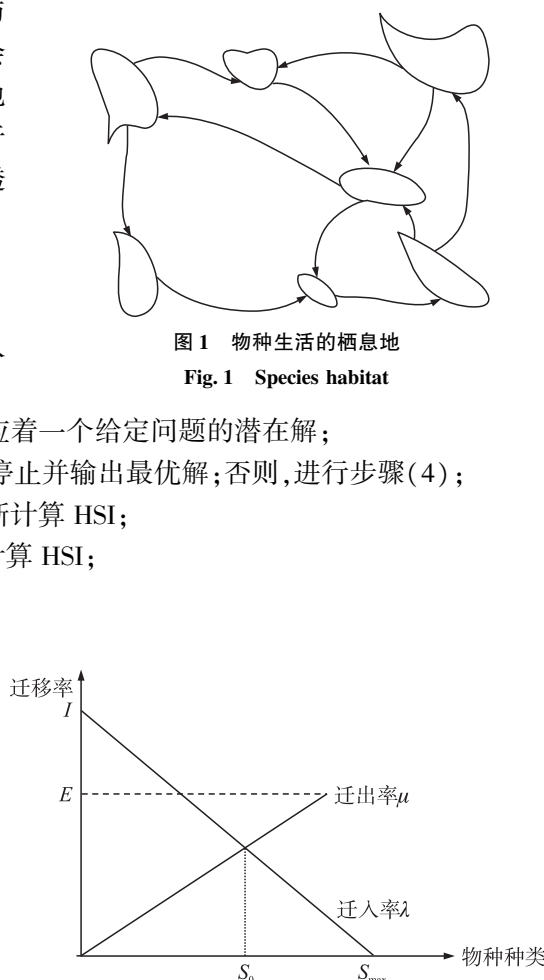 图 1 物种生活的栖息地
Fig. 1 Species habitat
着一个给定问题的潜在解;
停止并输出最优解;否则,进行步骤(4);
计算 HSI;
算 HSI;
迁移率
I
E
迁出率μ
迁入率λ
物种种类
S₀
Smax